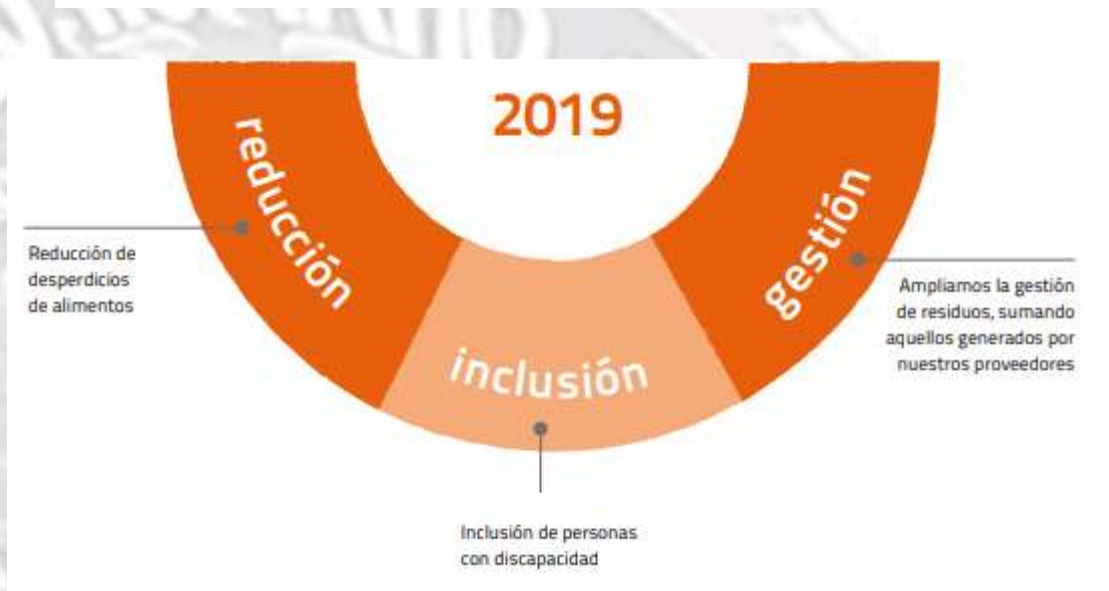 2019
reducción
Reducción de
desperdicios
de alimentos
inclusión
Inclusión de personas
con discapacidad
gestión
Ampliamos la gestión
de residuos, sumando
aquellos generados por
nuestros proveedores